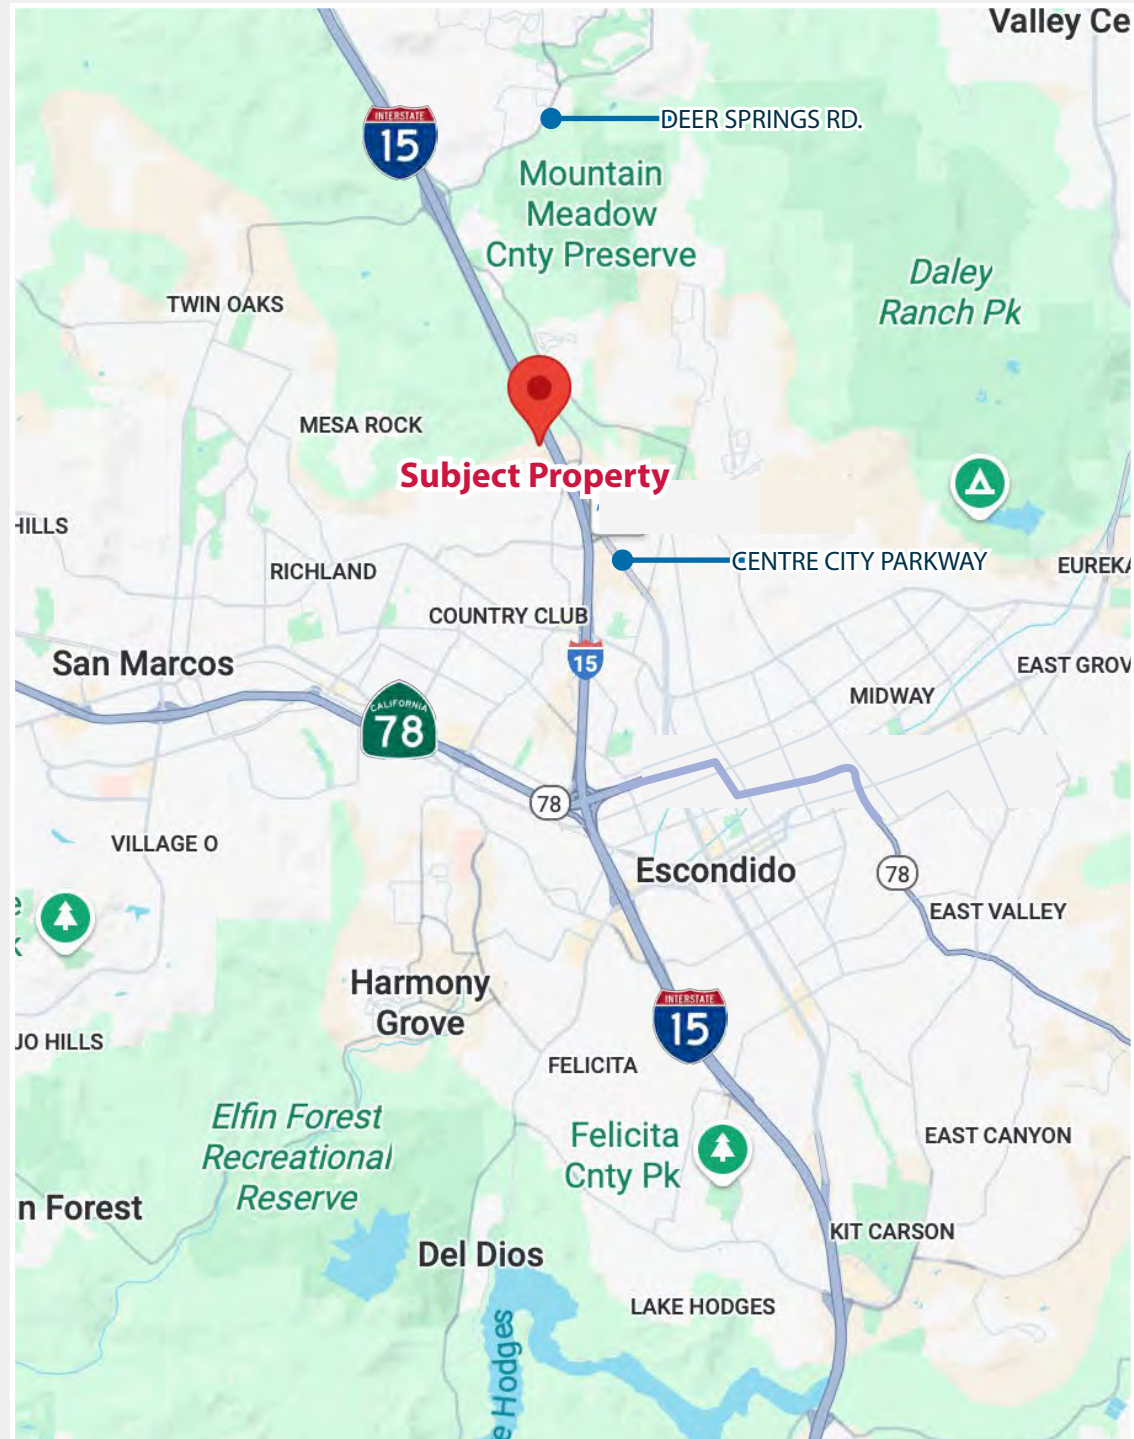 Valley Ce
INTERSTATE
15
DEER SPRINGS RD.
Mountain
Meadow
Cnty Preserve
Daley
Ranch Pk
TWIN OAKS
MESA ROCK
Subject Property
HILLS
CENTRE CITY PARKWAY
EUREKA
RICHLAND
COUNTRY CLUB
15
San Marcos
EAST GROV
MIDWAY
CALIFORNIA
78
78
VILLAGE O
Escondido
78
e
k
EAST VALLEY
Harmony
Grove
INTERSTATE
15
JO HILLS
FELICITA
Elfin Forest
Recreational
Reserve
Felicita
Cnty Pk
EAST CANYON
n Forest
KIT CARSON
Del Dios
LAKE HODGES
e Hodges